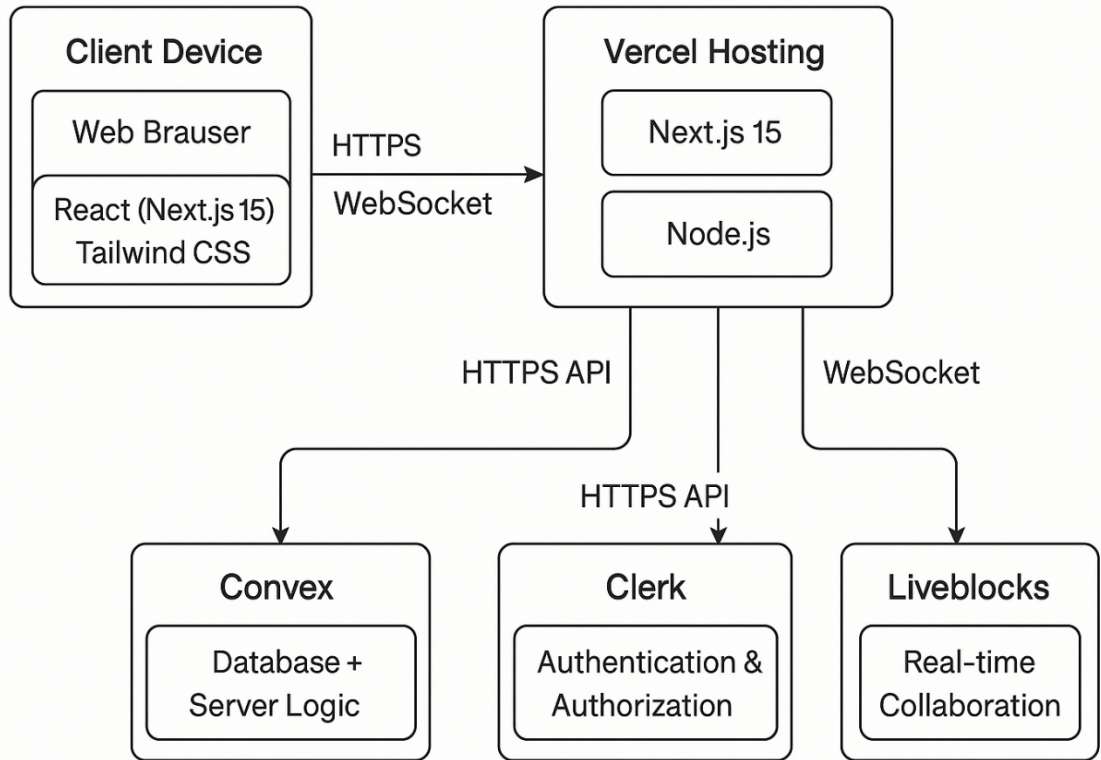 Client Device
Web Brauser
React (Next.js 15)
Tailwind CSS
HTTPS
WebSocket
Vercel Hosting
Next.js 15
Node.js
HTTPS API
WebSocket
HTTPS API
Convex
Database +
Server Logic
Clerk
Authentication &
Authorization
Liveblocks
Real-time
Collaboration